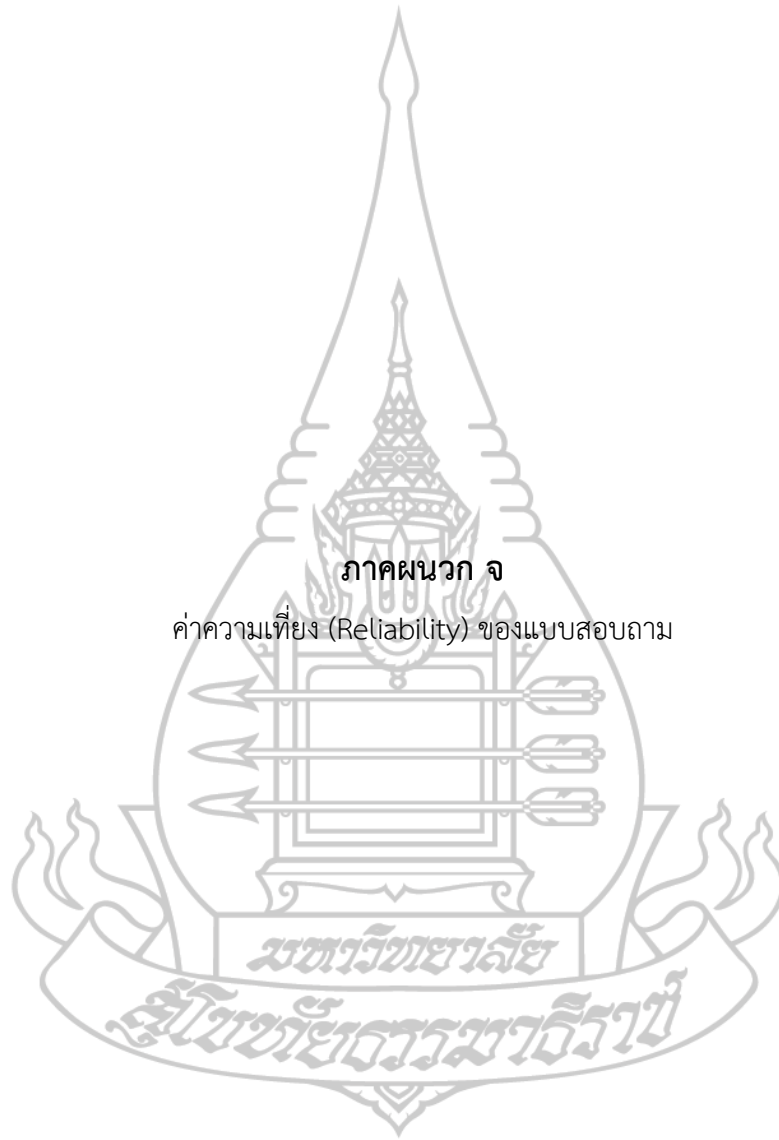 ภาคผนวก จ
ค่าความเที่ยง (Reliability) ของแบบสอบถาม
มหาวิทยาลัย
สุโขทัยธรรมาธิราช